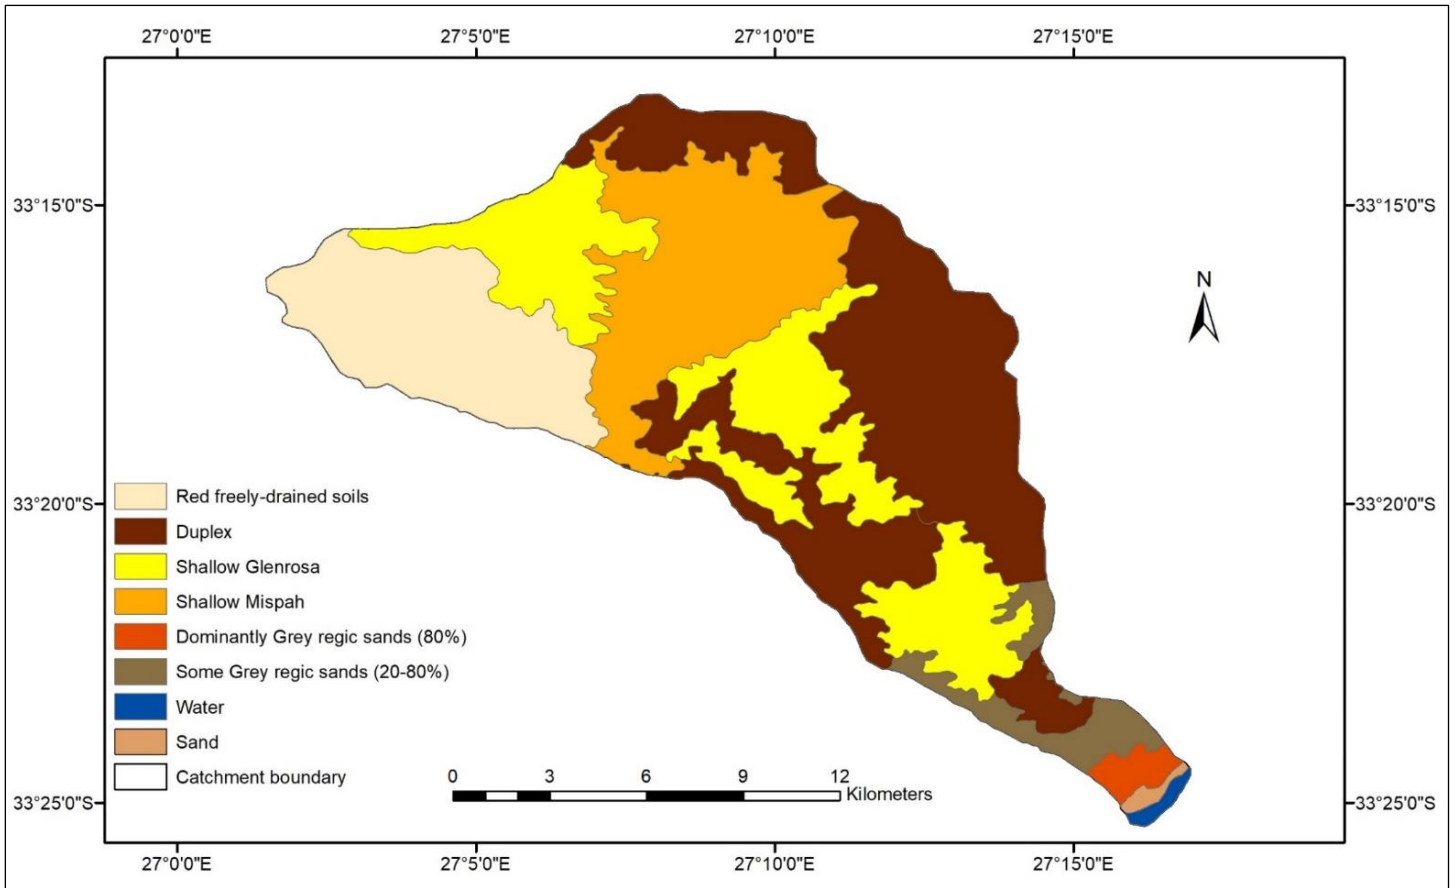 27°0'0"E 27°5'0"E 27°10'0"E 27°15'0"E
33°15'0"S 33°15'0"S
N
Red freely-drained soils
33°20'0"S 33°20'0"S
Duplex
Shallow Glenrosa
Shallow Mispah
Dominantly Grey regic sands (80%)
Some Grey regic sands (20-80%)
Water
Sand
Catchment boundary
0 3 6 9 12
Kilometers
33°25'0"S 33°25'0"S
27°0'0"E 27°5'0"E 27°10'0"E 27°15'0"E